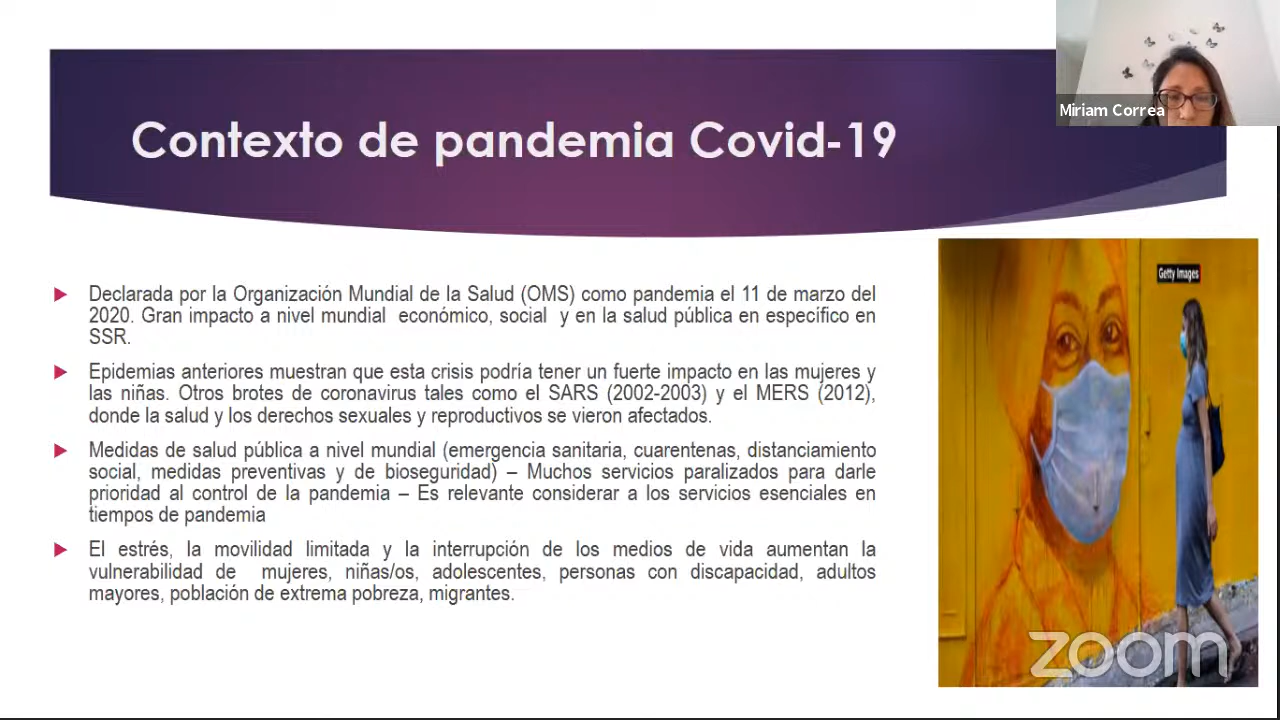 Miriam Correa
Contexto de pandemia Covid-19
Getty Images
Declarada por la Organización Mundial de la Salud (OMS) como pandemia el 11 de marzo del
2020. Gran impacto a nivel mundial económico, social y en la salud pública en específico en
SSR.
Epidemias anteriores muestran que esta crisis podría tener un fuerte impacto en las mujeres y
las niñas. Otros brotes de coronavirus tales como el SARS (2002-2003) y el MERS (2012),
donde la salud y los derechos sexuales y reproductivos se vieron afectados.
Medidas de salud pública a nivel mundial (emergencia sanitaria, cuarentenas, distanciamiento
social, medidas preventivas y de bioseguridad) – Muchos servicios paralizados para darle
prioridad al control de la pandemia – Es relevante considerar a los servicios esenciales en
tiempos de pandemia
El estrés, la movilidad limitada y la interrupción de los medios de vida aumentan la
vulnerabilidad de mujeres, niñas/os, adolescentes, personas con discapacidad, adultos
mayores, población de extrema pobreza, migrantes.
zoom